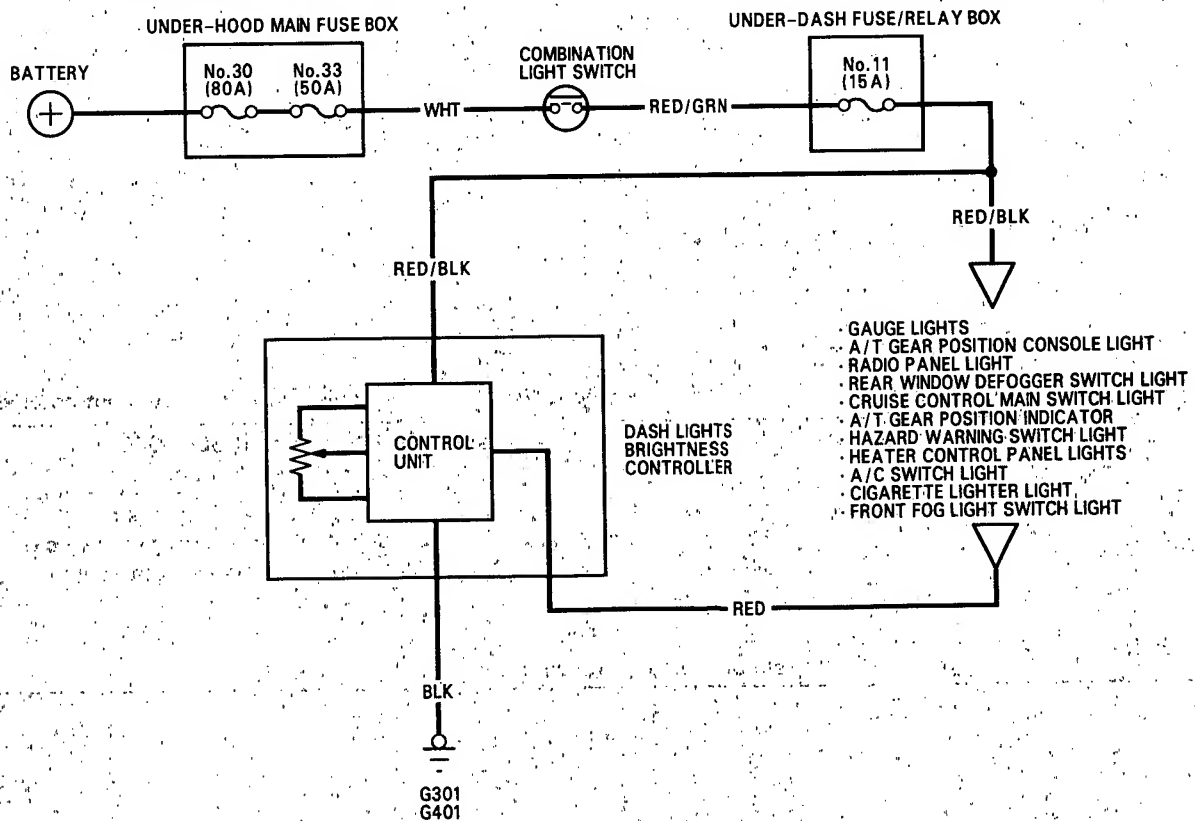 UNDER-HOOD MAIN FUSE BOX
UNDER-DASH FUSE/RELAY BOX
BATTERY
No.30
(80A)
No.33
(50A)
COMBINATION
LIGHT SWITCH
No.11
(15A)
WHT
RED/GRN
RED/BLK
RED/BLK
· GAUGE LIGHTS
· A/T GEAR POSITION CONSOLE LIGHT
· RADIO PANEL LIGHT
· REAR WINDOW DEFOGGER SWITCH LIGHT
· CRUISE CONTROL MAIN SWITCH LIGHT
· A/T GEAR POSITION INDICATOR
· HAZARD WARNING SWITCH LIGHT
· HEATER CONTROL PANEL LIGHTS
· A/C SWITCH LIGHT
· CIGARETTE LIGHTER LIGHT
· FRONT FOG LIGHT SWITCH LIGHT
CONTROL
UNIT
DASH LIGHTS
BRIGHTNESS
CONTROLLER
RED
BLK
G301
G401